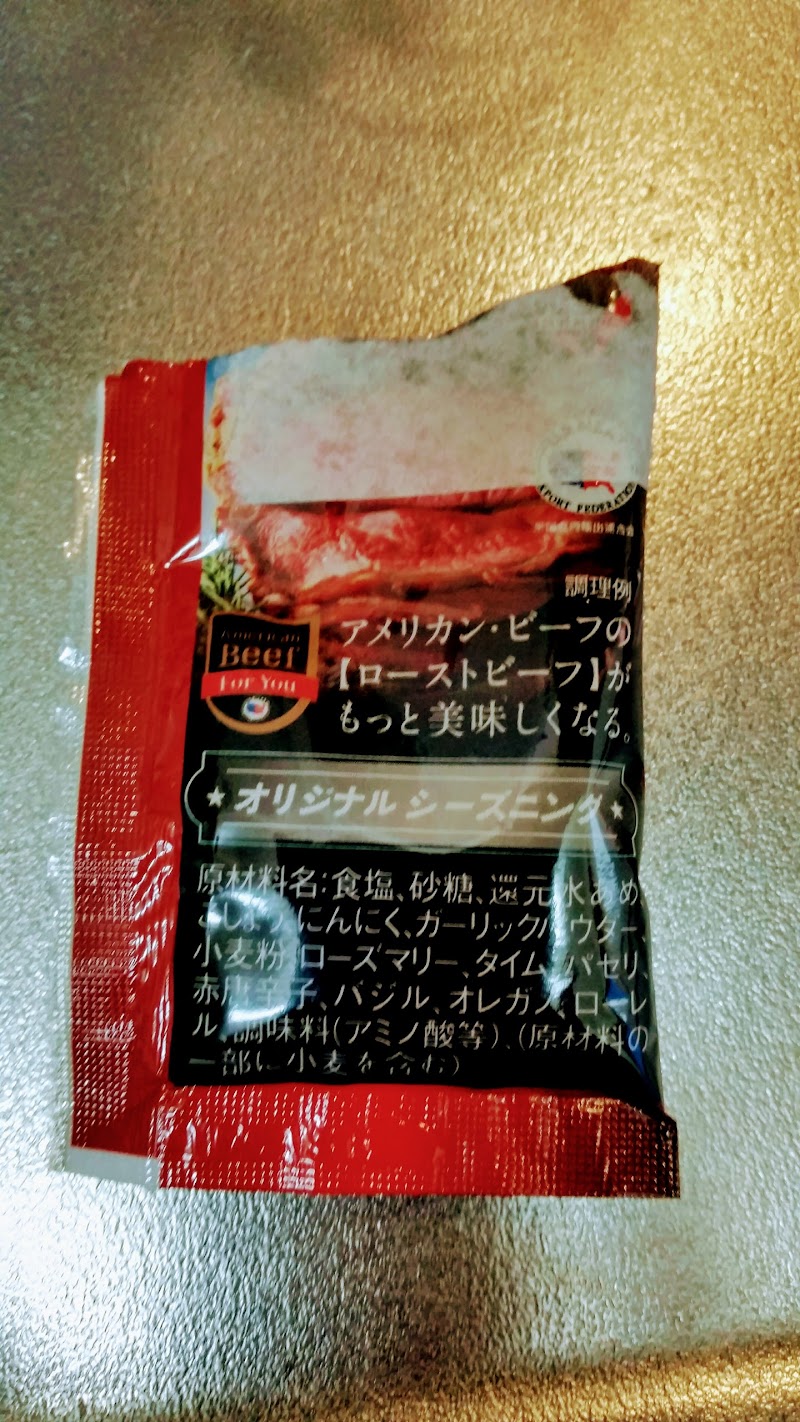 PORT FEDERATION
調理例
American
Beef
For You
アメリカン・ビーフの
【ローストビーフ】が
もっと美味しくなる。
★オリジナル シーズニング★
原材料名:食塩、砂糖、還元水あめ
こしょう、にんにく、ガーリックパウダー、
小麦粉、ローズマリー、タイム、パセリ、
赤唐辛子、バジル、オレガノ、ローレ
ル、調味料(アミノ酸等)、(原材料の
一部に小麦を含む)